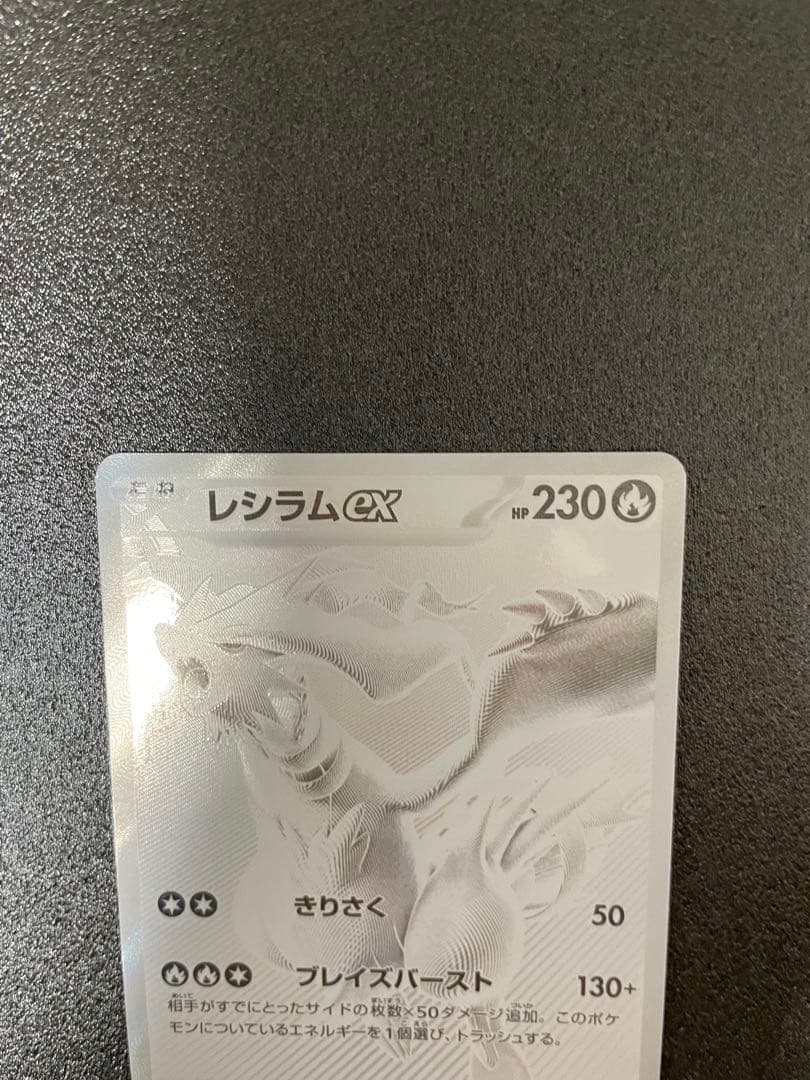 たね レシラムex HP230
きりさく 50
ブレイズバースト 130+
相手がすでにとったサイドの枚数×50ダメージ追加。このポケ
モンについているエネルギーを1個選び、トラッシュする。